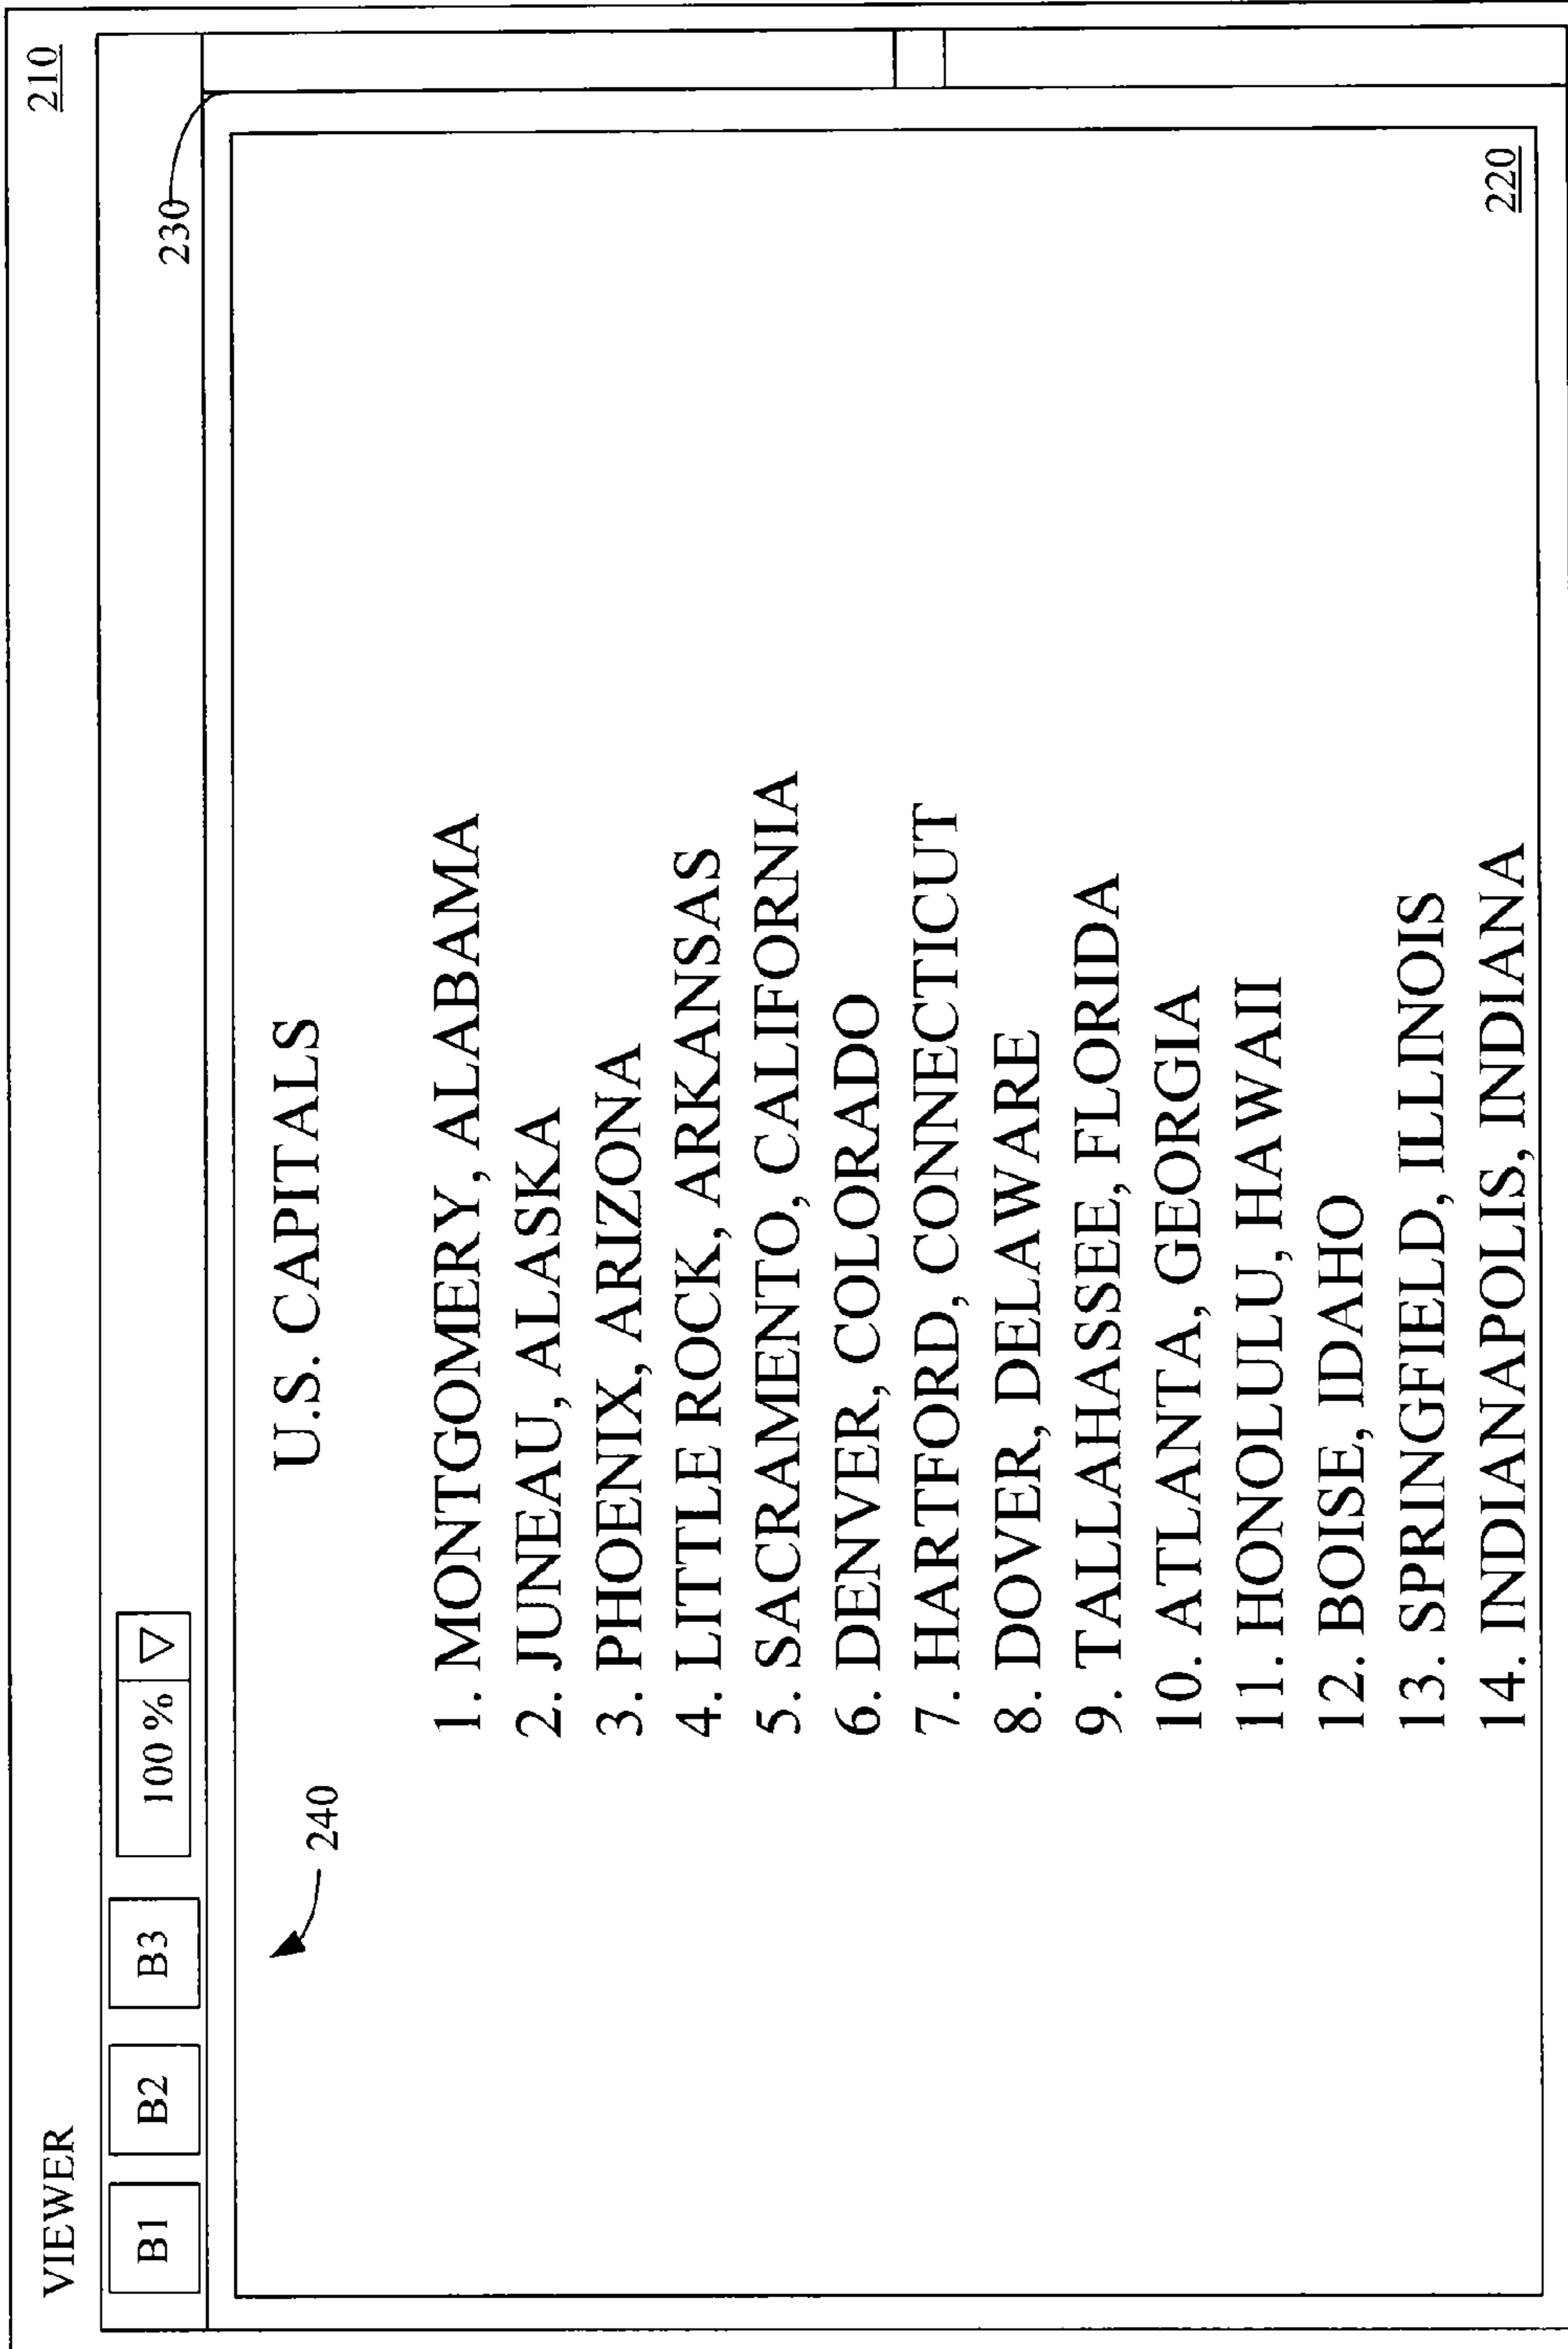 VIEWER
210
B1 B2 B3 100 %
230
240
U.S. CAPITALS
1. MONTGOMERY, ALABAMA
2. JUNEAU, ALASKA
3. PHOENIX, ARIZONA
4. LITTLE ROCK, ARKANSAS
5. SACRAMENTO, CALIFORNIA
6. DENVER, COLORADO
7. HARTFORD, CONNECTICUT
8. DOVER, DELAWARE
9. TALLAHASSEE, FLORIDA
10. ATLANTA, GEORGIA
11. HONOLULU, HAWAII
12. BOISE, IDAHO
13. SPRINGFIELD, ILLINOIS
14. INDIANAPOLIS, INDIANA
220